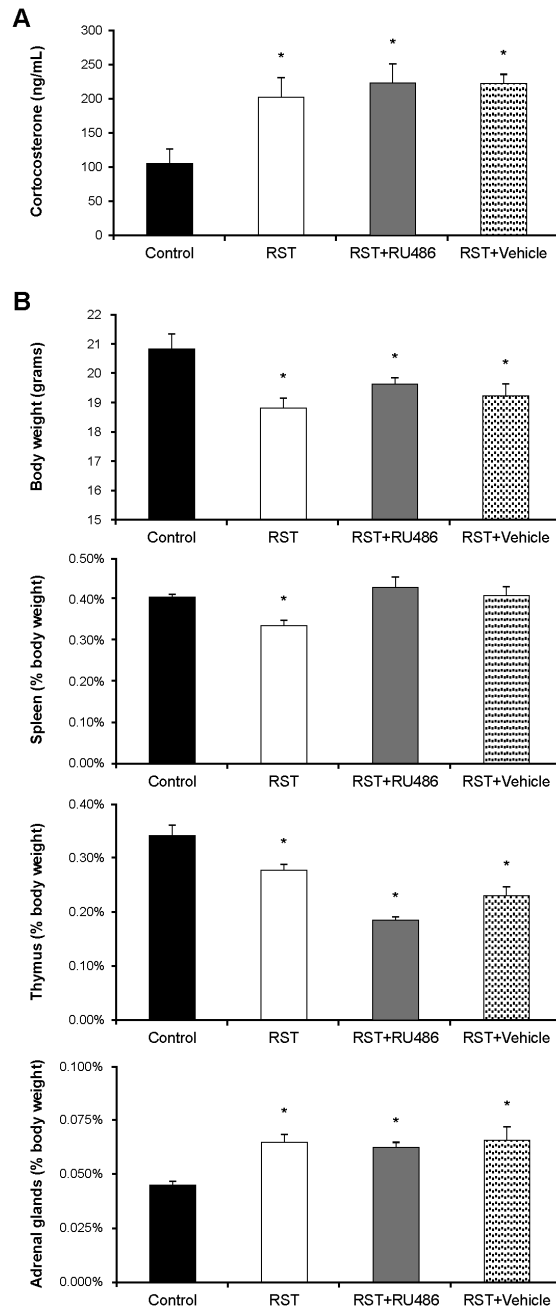 A
Cortocosterone (ng/mL)
300
250
200
150
100
50
0
*
*
*
Control
RST
RST+RU486
RST+Vehicle
B
Body weight (grams)
22
21
20
19
18
17
16
15
*
*
*
Control
RST
RST+RU486
RST+Vehicle
Spleen (% body weight)
0.50%
0.40%
0.30%
0.20%
0.10%
0.00%
*
Control
RST
RST+RU486
RST+Vehicle
Thymus (% body weight)
0.40%
0.30%
0.20%
0.10%
0.00%
*
*
*
Control
RST
RST+RU486
RST+Vehicle
Adrenal glands (% body weight)
0.100%
0.075%
0.050%
0.025%
0.000%
*
*
*
Control
RST
RST+RU486
RST+Vehicle